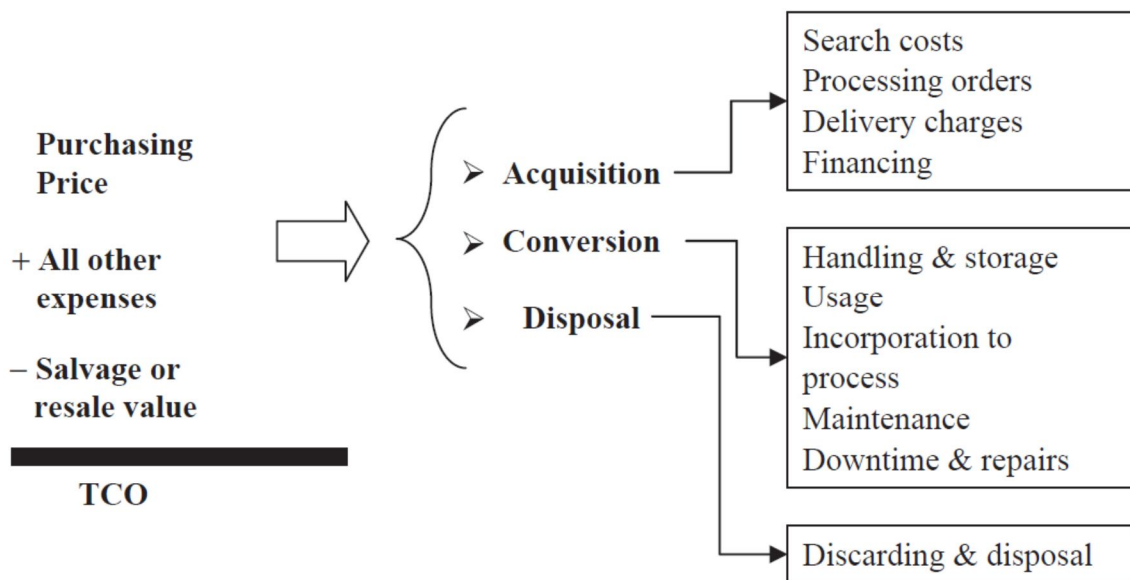 Purchasing
Price
+ All other
expenses
− Salvage or
resale value
TCO
➢ Acquisition
➢ Conversion
➢ Disposal
Search costs
Processing orders
Delivery charges
Financing
Handling & storage
Usage
Incorporation to
process
Maintenance
Downtime & repairs
Discarding & disposal